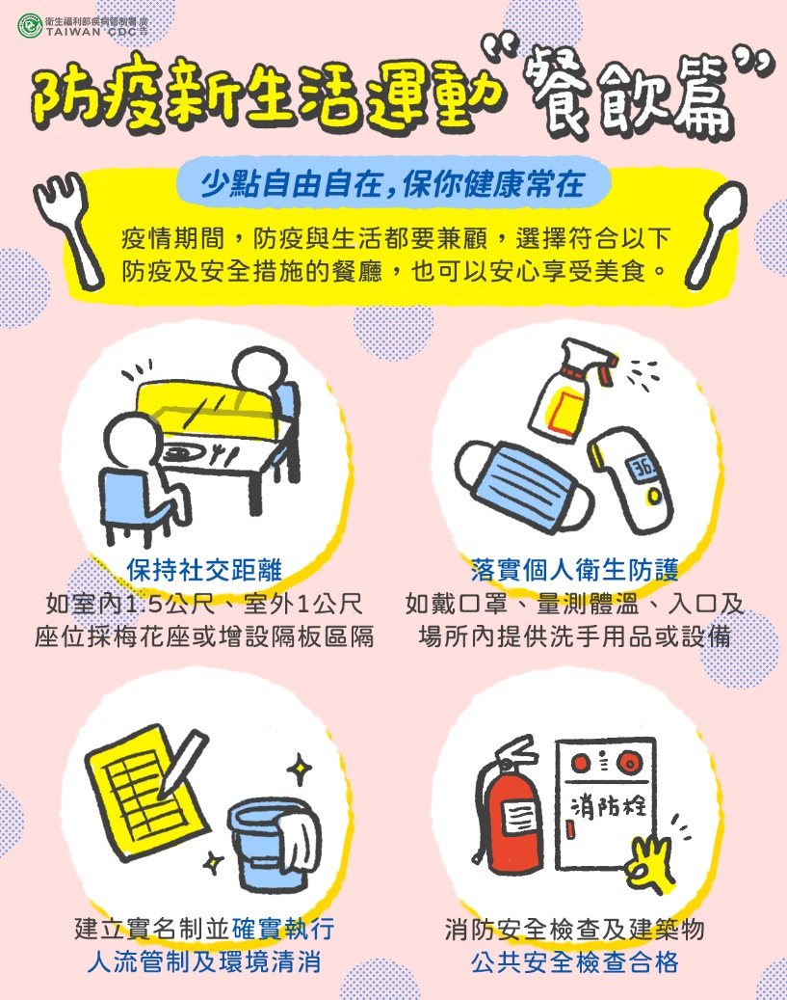 衛生福利部疾病管制署 廣告
TAIWAN CDC
防疫新生活運動“餐飲篇”
少點自由自在,保你健康常在
疫情期間，防疫與生活都要兼顧，選擇符合以下
防疫及安全措施的餐廳，也可以安心享受美食。
36
保持社交距離
如室內1.5公尺、室外1公尺
座位採梅花座或增設隔板區隔
落實個人衛生防護
如戴口罩、量測體溫、入口及
場所內提供洗手用品或設備
消防栓
建立實名制並確實執行
人流管制及環境清消
消防安全檢查及建築物
公共安全檢查合格